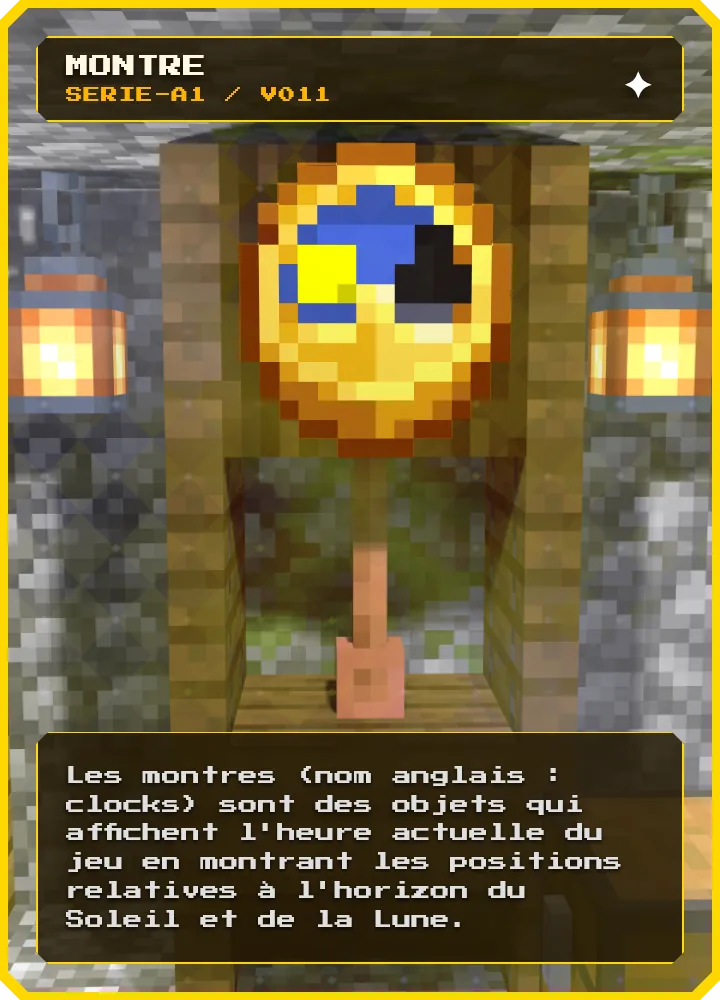 MONTRE
SERIE-A1 / V011
Les montres (nom anglais :
clocks) sont des objets qui
affichent l'heure actuelle du
jeu en montrant les positions
relatives à l'horizon du
Soleil et de la Lune.